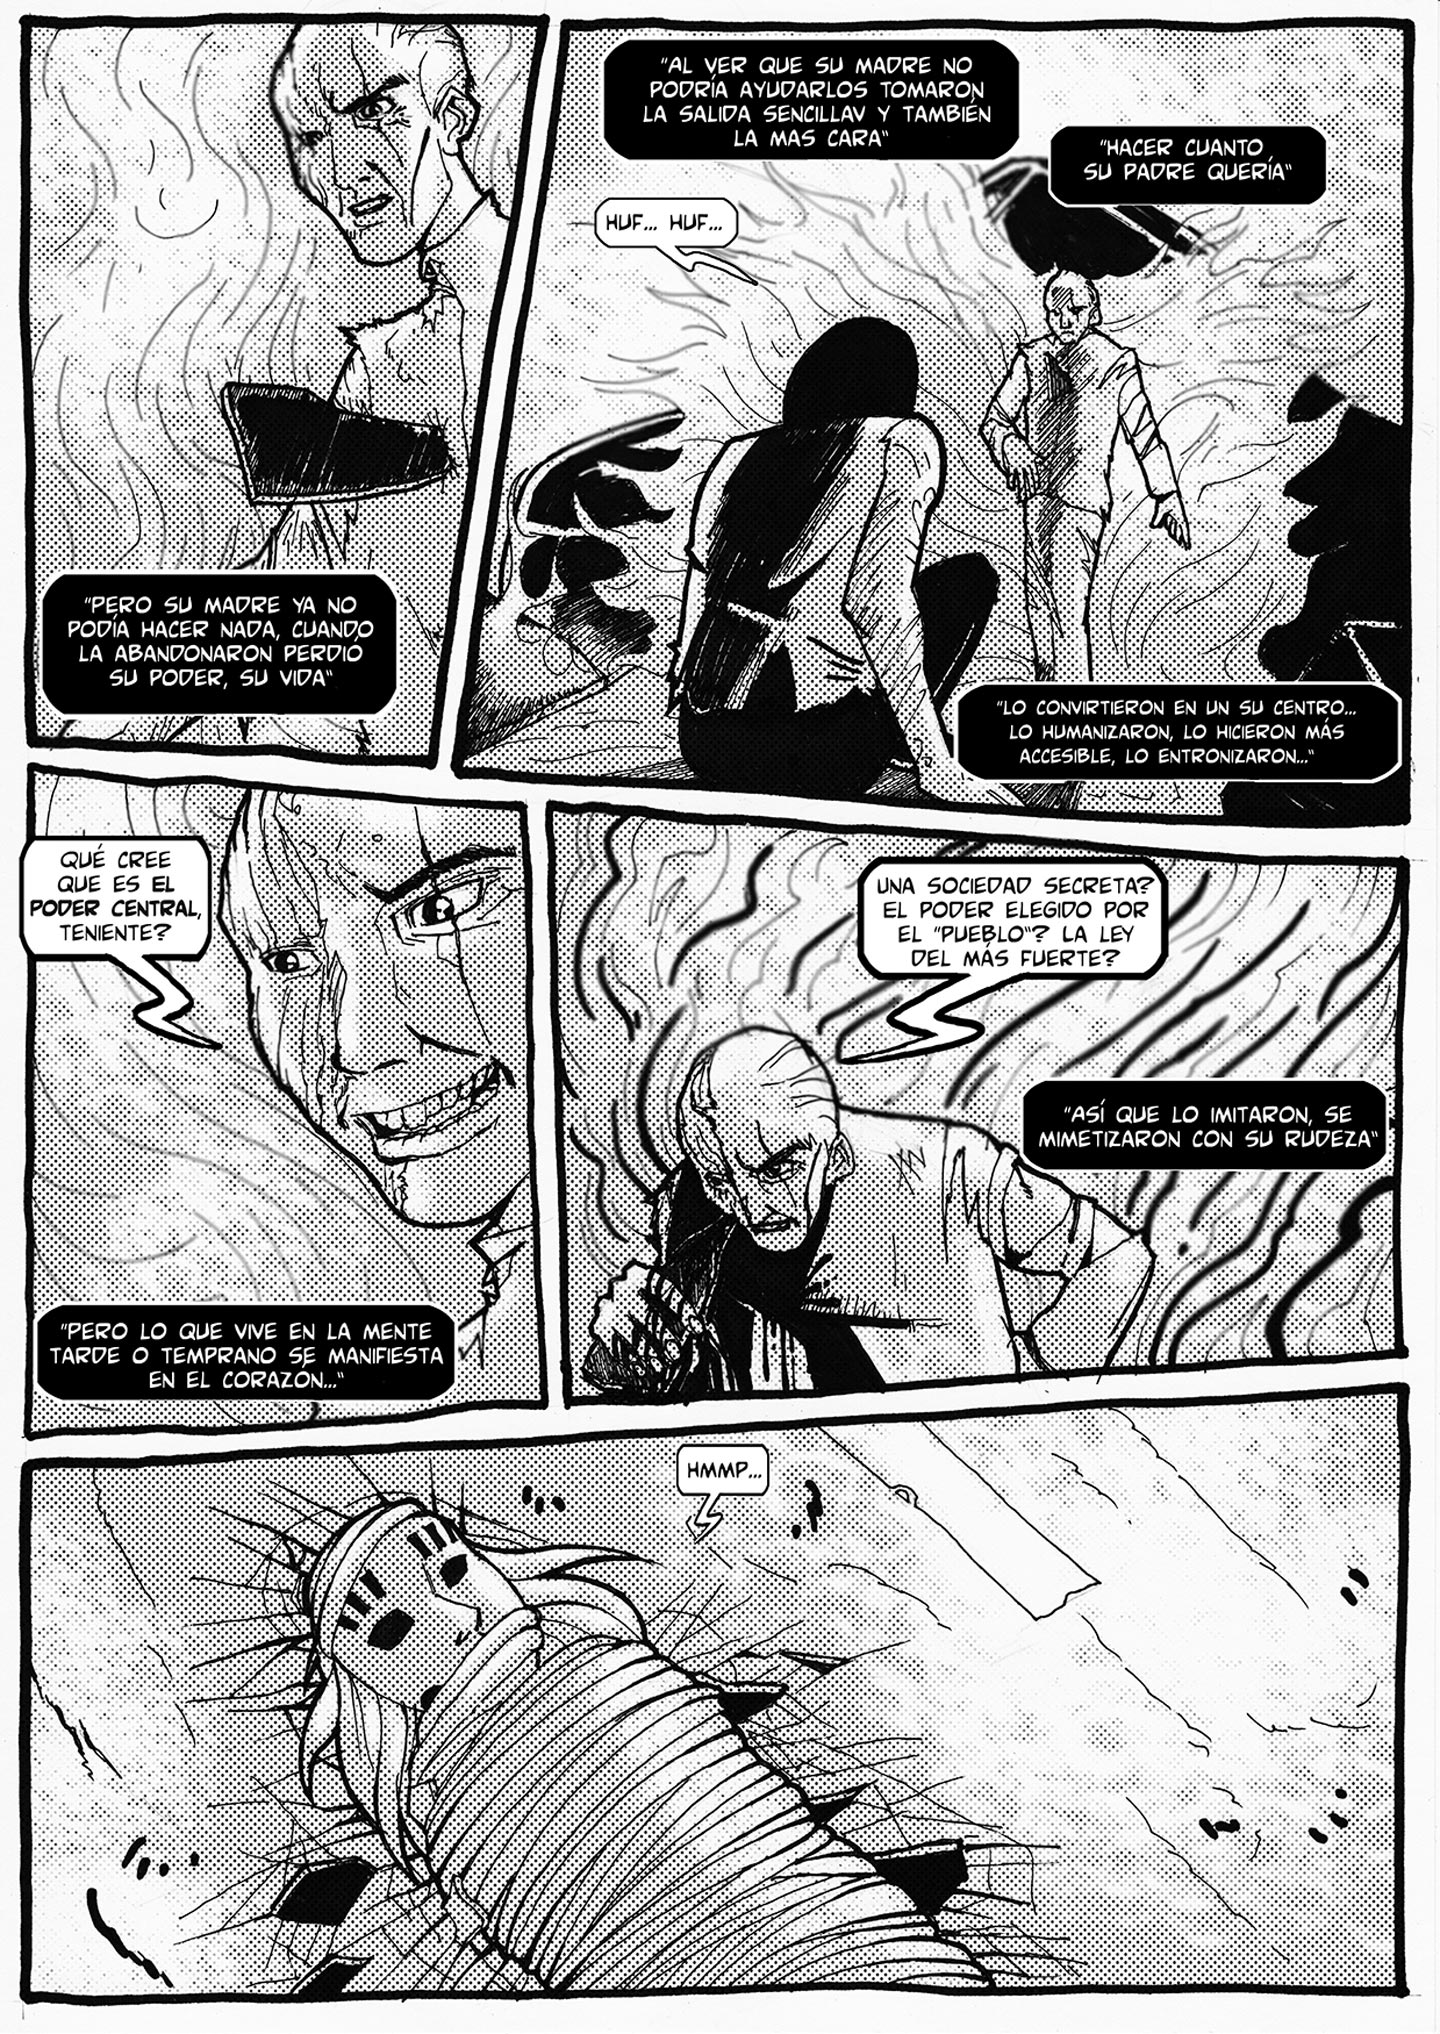 "PERO SU MADRE YA NO
PODÍA HACER NADA, CUANDO
LA ABANDONARON PERDIÓ
SU PODER, SU VIDA"
"AL VER QUE SU MADRE NO
PODRÍA AYUDARLOS TOMARON
LA SALIDA SENCILLAV Y TAMBIÉN
LA MAS CARA"
"HACER CUANTO
SU PADRE QUERÍA"
HUF... HUF...
"LO CONVIRTIERON EN UN SU CENTRO...
LO HUMANIZARON, LO HICIERON MÁS
ACCESIBLE, LO ENTRONIZARON..."
QUÉ CREE
QUE ES EL
PODER CENTRAL,
TENIENTE?
"PERO LO QUE VIVE EN LA MENTE
TARDE O TEMPRANO SE MANIFIESTA
EN EL CORAZÓN..."
UNA SOCIEDAD SECRETA?
EL PODER ELEGIDO POR
EL "PUEBLO"? LA LEY
DEL MÁS FUERTE?
"ASÍ QUE LO IMITARON, SE
MIMETIZARON CON SU RUDEZA"
HMMP...